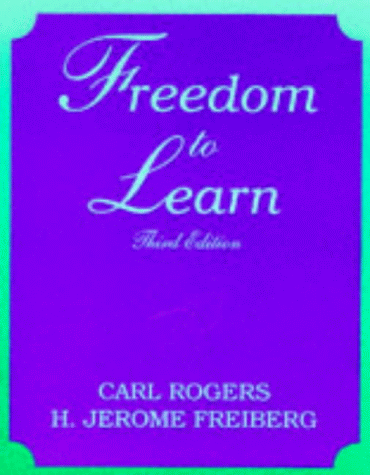 Freedom
to
Learn
Third Edition
CARL ROGERS
H. JEROME FREIBERG